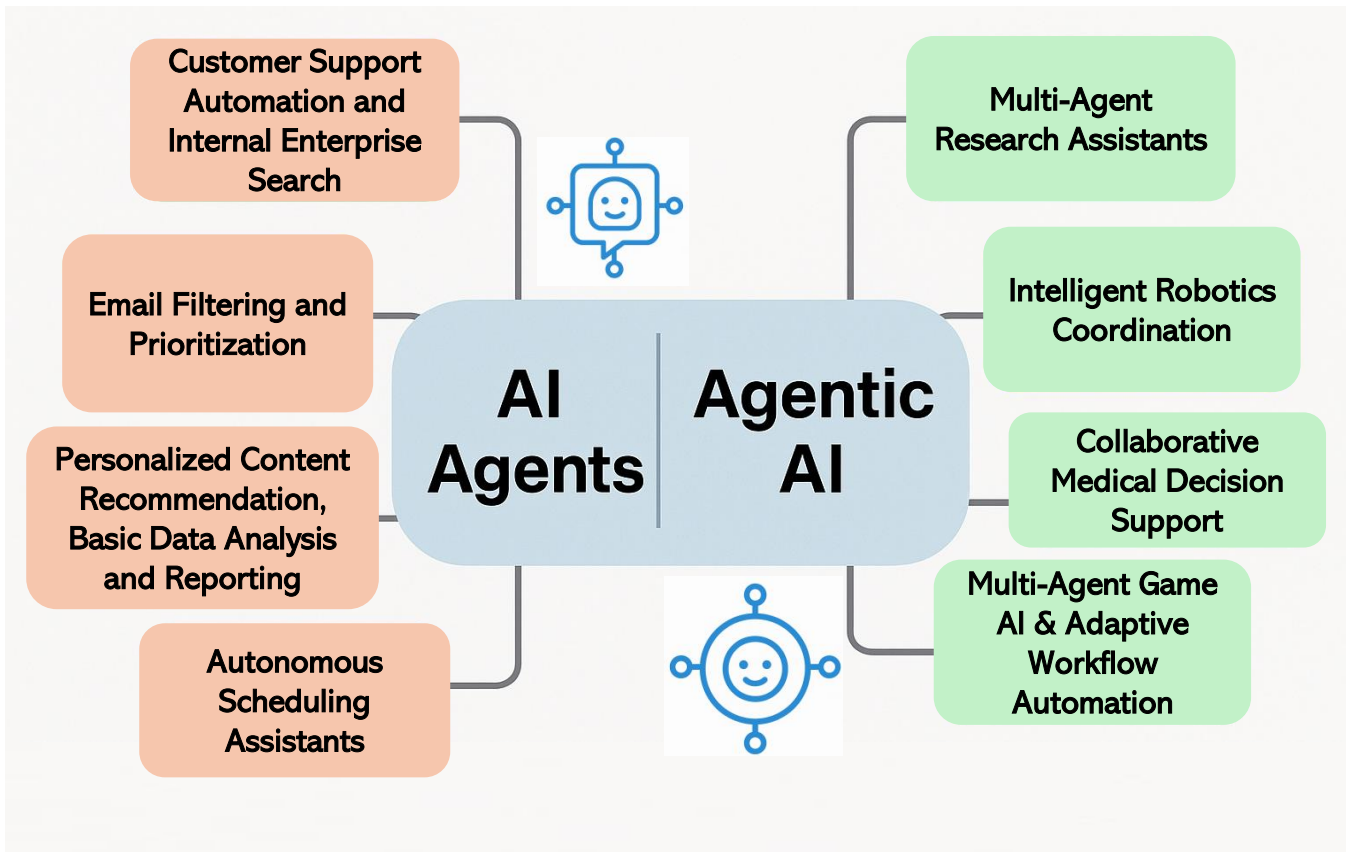 Customer Support
Automation and
Internal Enterprise
Search
Email Filtering and
Prioritization
Personalized Content
Recommendation,
Basic Data Analysis
and Reporting
Autonomous
Scheduling
Assistants
AI
Agents
Agentic
AI
Multi-Agent
Research Assistants
Intelligent Robotics
Coordination
Collaborative
Medical Decision
Support
Multi-Agent Game
AI & Adaptive
Workflow
Automation